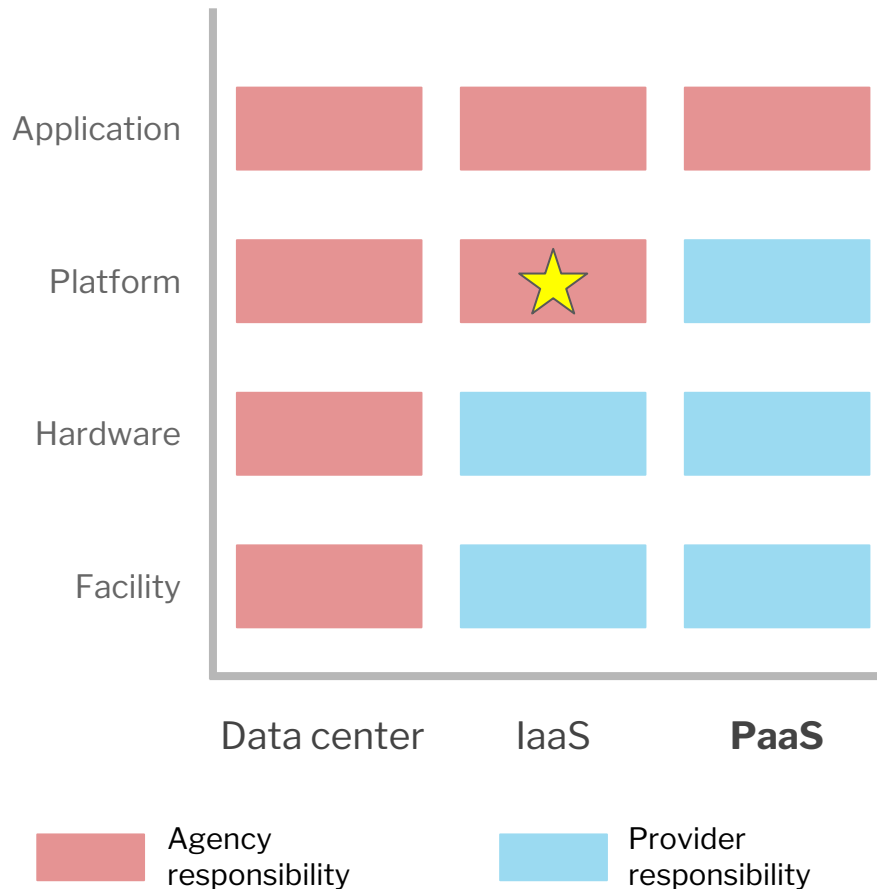 Application
Platform
Hardware
Facility
Data center IaaS PaaS
Agency
responsibility
Provider
responsibility